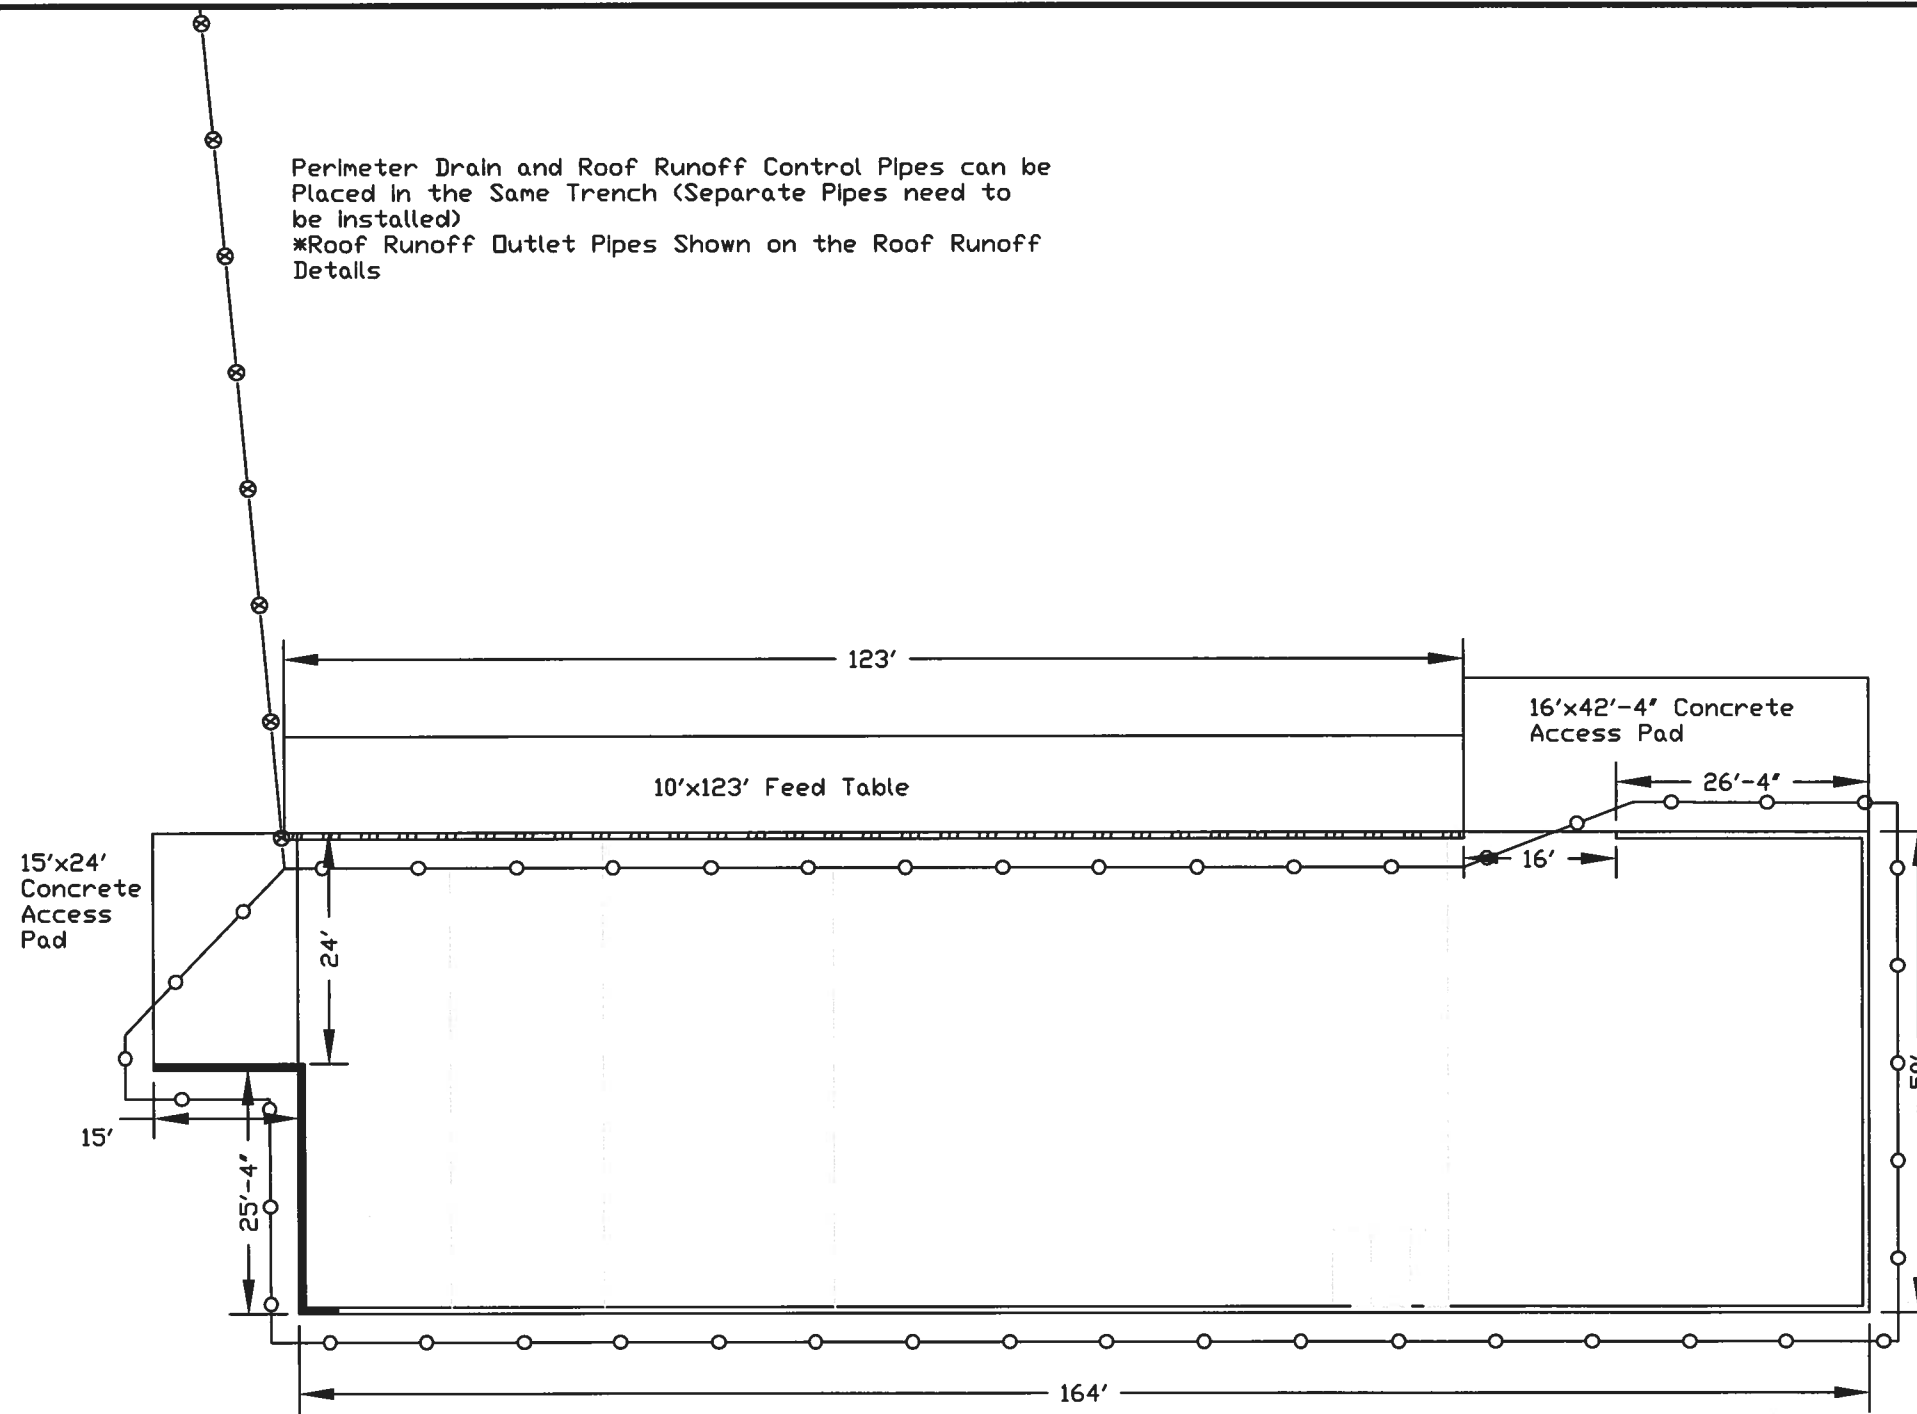 Perimeter Drain and Roof Runoff Control Pipes can be
Placed in the Same Trench (Separate Pipes need to
be installed)
*Roof Runoff Outlet Pipes Shown on the Roof Runoff
Details
123'
16'x42'-4" Concrete
Access Pad
10'x123' Feed Table
26'-4"
15'x24'
Concrete
Access
Pad
16'
24'
15'
25'-4"
164'